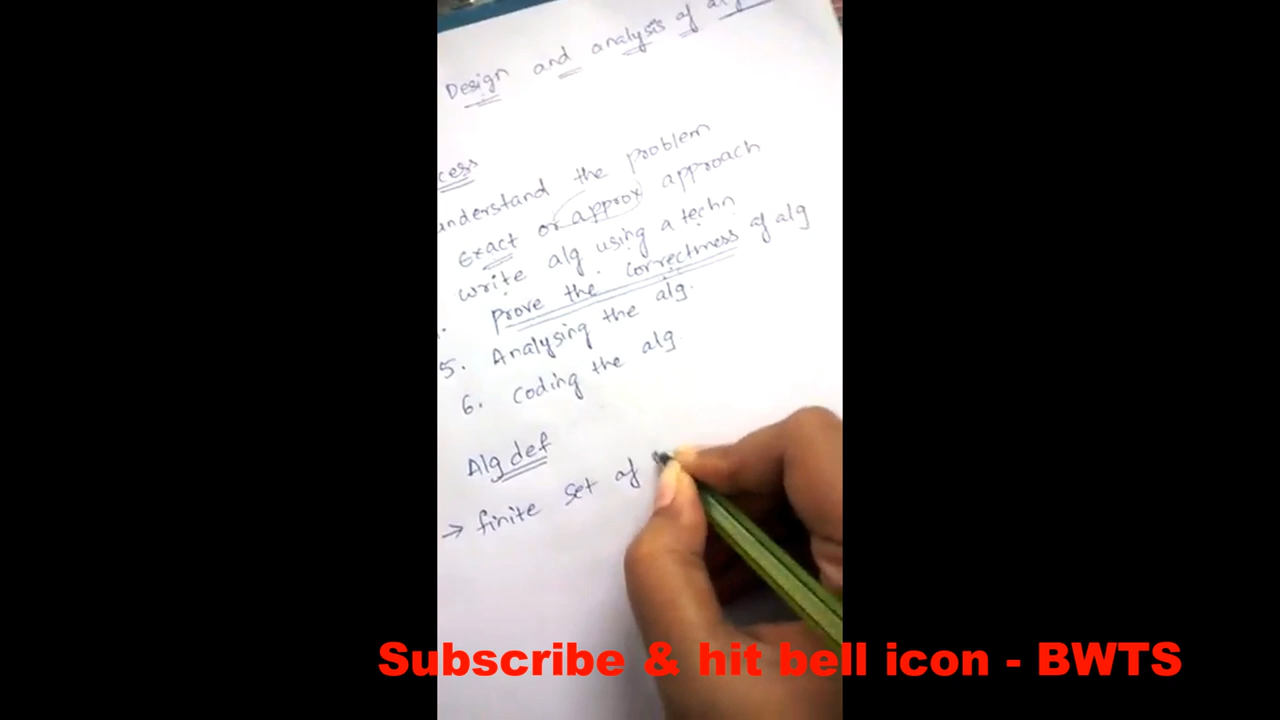 Design and analysis of alg
cess
understand the problem
Exact or approx approach
write alg using a techn
Prove the correctness of alg
5. Analysing the alg.
6. Coding the alg.
Alg def
→ finite set of
Subscribe & hit bell icon - BWTS